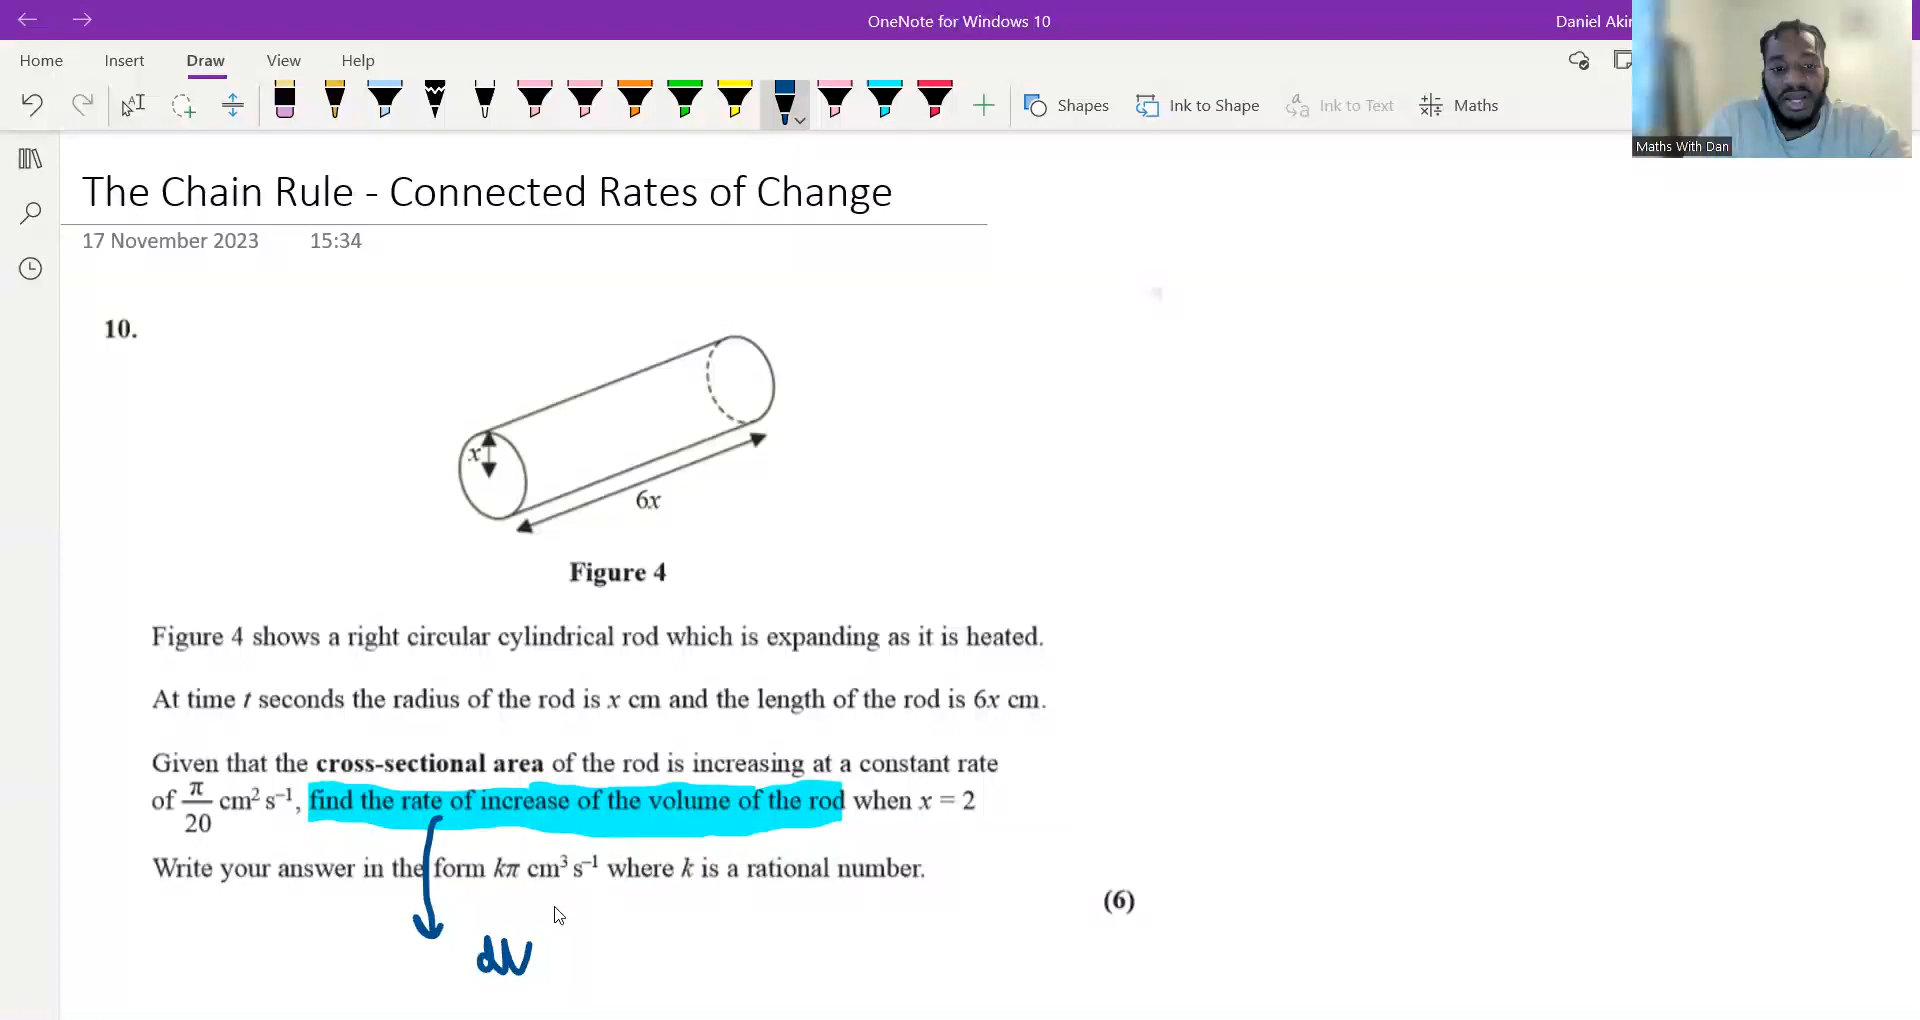 OneNote for Windows 10
Daniel Akin
Home Insert Draw View Help
Shapes Ink to Shape Ink to Text Maths
Maths With Dan
The Chain Rule - Connected Rates of Change
17 November 2023 15:34
10.
x
6x
Figure 4
Figure 4 shows a right circular cylindrical rod which is expanding as it is heated.
At time t seconds the radius of the rod is x cm and the length of the rod is 6x cm.
Given that the cross-sectional area of the rod is increasing at a constant rate
of π/20 cm² s⁻¹, find the rate of increase of the volume of the rod when x = 2
Write your answer in the form kπ cm³ s⁻¹ where k is a rational number.
(6)
dV